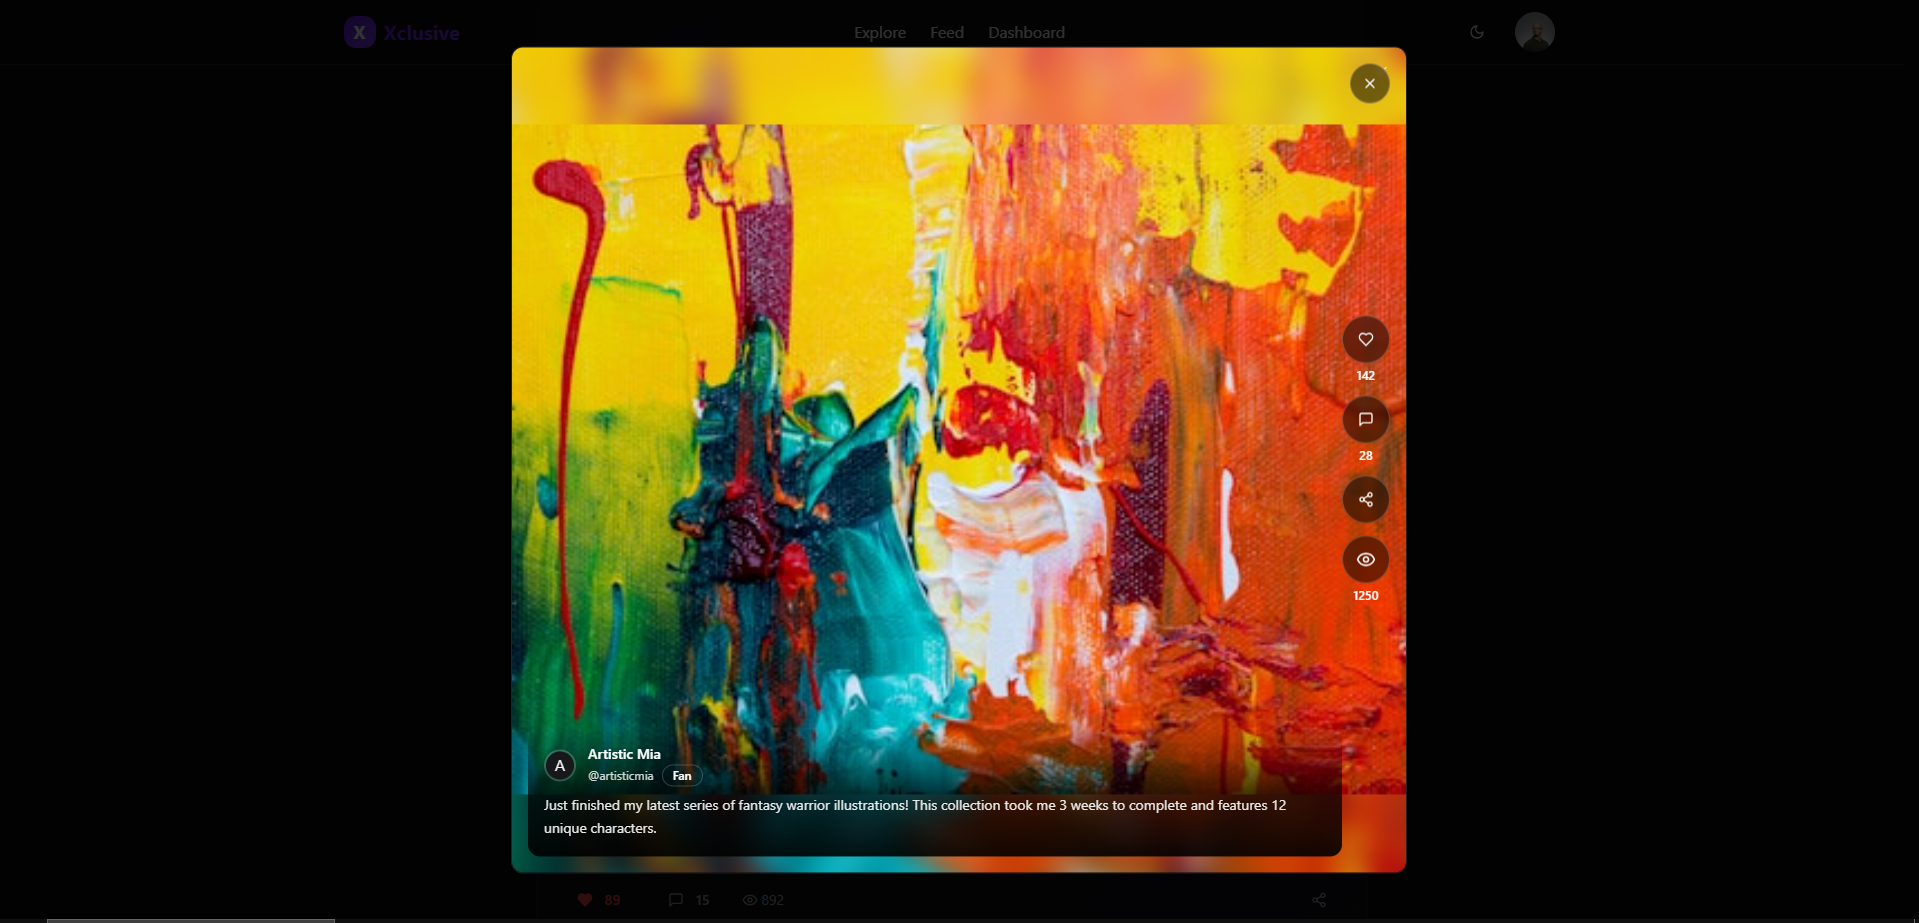 X Xclusive
Explore Feed Dashboard
142
28
1250
A
Artistic Mia
@artisticmia Fan
Just finished my latest series of fantasy warrior illustrations! This collection took me 3 weeks to complete and features 12
unique characters.
89 15 892